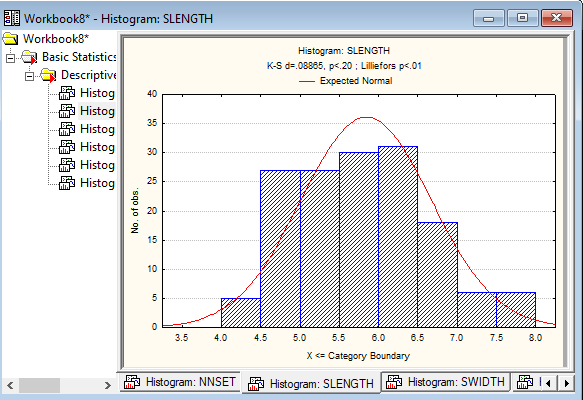 Workbook8* - Histogram: SLENGTH
Workbook8*
Basic Statistics
Descriptive
Histog
Histog
Histog
Histog
Histog
Histog
Histogram: SLENGTH
K-S d=.08865, p<.20 ; Lilliefors p<.01
Expected Normal
No. of obs.
40
35
30
25
20
15
10
5
0
3.5 4.0 4.5 5.0 5.5 6.0 6.5 7.0 7.5 8.0
X <= Category Boundary
Histogram: NNSET
Histogram: SLENGTH
Histogram: SWIDTH